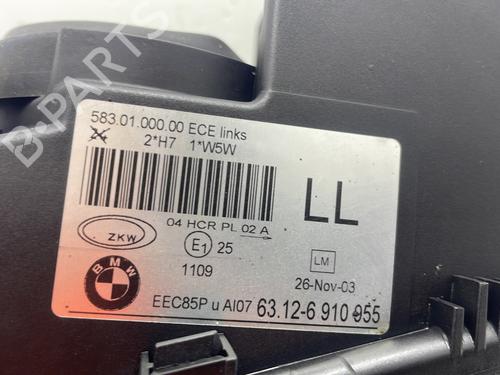 B-PARTS
583.01.000.00 ECE links
2*H7 1*W5W
LL
04 HCR PL 02 A
ZKW
E1 25
LM
1109
26-Nov-03
BMW
EEC85P u AI07 63.12-6 910 955